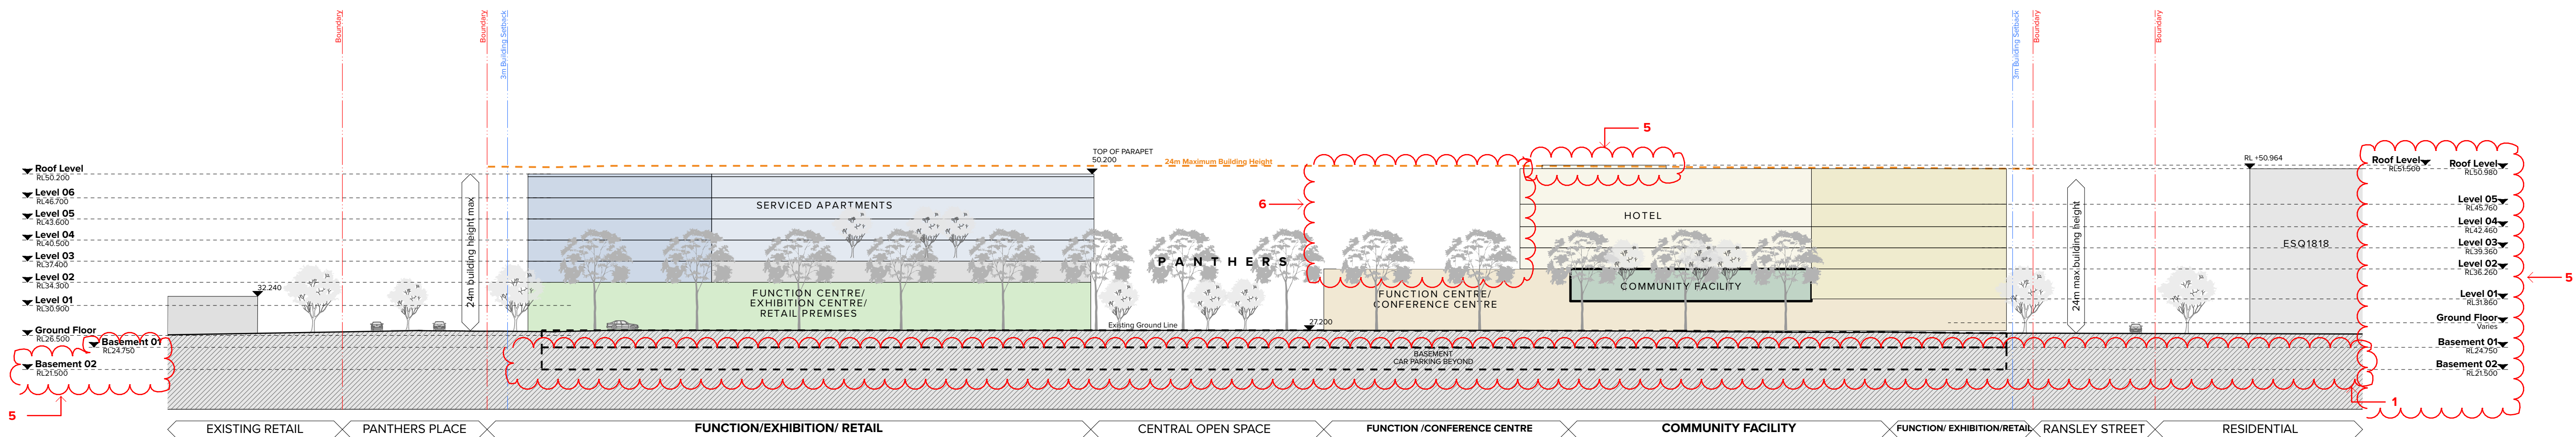 Boundary
Boundary
3m Building Setback
3m Building Setback
Boundary
Boundary
5
TOP OF PARAPET
50.200
24m Maximum Building Height
RL +50.964
Roof Level
RL50.200
Level 06
RL46.700
Level 05
RL43.600
Level 04
RL40.500
Level 03
RL37.400
Level 02
RL34.300
Level 01
RL30.900
Ground Floor
RL26.500
Basement 01
RL24.750
Basement 02
RL21.500
5
32.240
24m building height max
SERVICED APARTMENTS
FUNCTION CENTRE/
EXHIBITION CENTRE/
RETAIL PREMISES
PANTHERS
Existing Ground Line
27.200
6
FUNCTION CENTRE/
CONFERENCE CENTRE
HOTEL
COMMUNITY FACILITY
BASEMENT
CAR PARKING BEYOND
24m max building height
ESQ1818
Roof Level
RL51.500
Roof Level
RL50.980
Level 05
RL45.760
Level 04
RL42.460
Level 03
RL39.360
Level 02
RL36.260
Level 01
RL31.860
Ground Floor
Varies
Basement 01
RL24.750
Basement 02
RL21.500
5
1
EXISTING RETAIL
PANTHERS PLACE
FUNCTION/EXHIBITION/ RETAIL
CENTRAL OPEN SPACE
FUNCTION /CONFERENCE CENTRE
COMMUNITY FACILITY
FUNCTION/ EXHIBITION/RETAIL
RANSLEY STREET
RESIDENTIAL